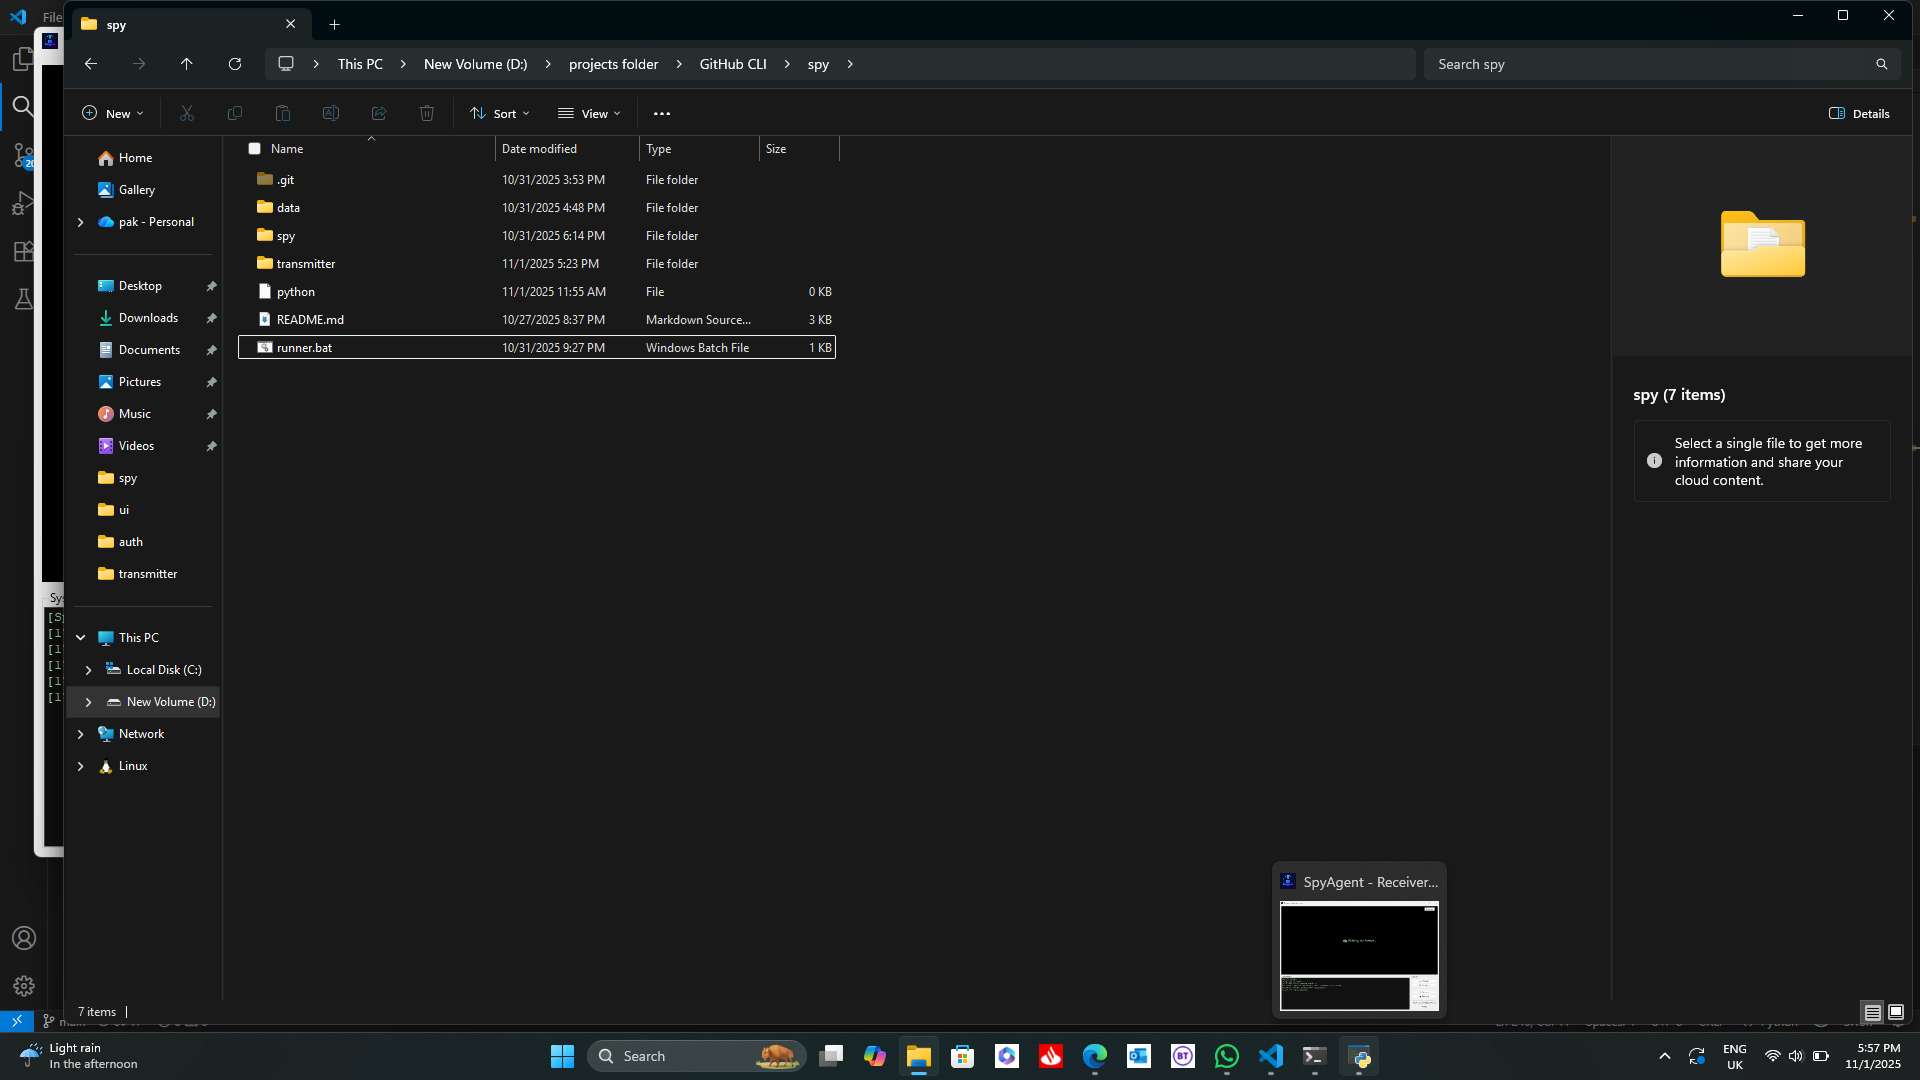 File
spy
This PC
New Volume (D:)
projects folder
GitHub CLI
spy
Search spy
New
Sort
View
Details
Home
Gallery
pak - Personal
Desktop
Downloads
Documents
Pictures
Music
Videos
spy
ui
auth
transmitter
This PC
Local Disk (C:)
New Volume (D:)
Network
Linux
Name Date modified Type Size
.git 10/31/2025 3:53 PM File folder
data 10/31/2025 4:48 PM File folder
spy 10/31/2025 6:14 PM File folder
transmitter 11/1/2025 5:23 PM File folder
python 11/1/2025 11:55 AM File 0 KB
README.md 10/27/2025 8:37 PM Markdown Source... 3 KB
runner.bat 10/31/2025 9:27 PM Windows Batch File 1 KB
spy (7 items)
Select a single file to get more
information and share your
cloud content.
SpyAgent - Receiver...
7 items
Light rain
In the afternoon
Search
ENG
UK
5:57 PM
11/1/2025